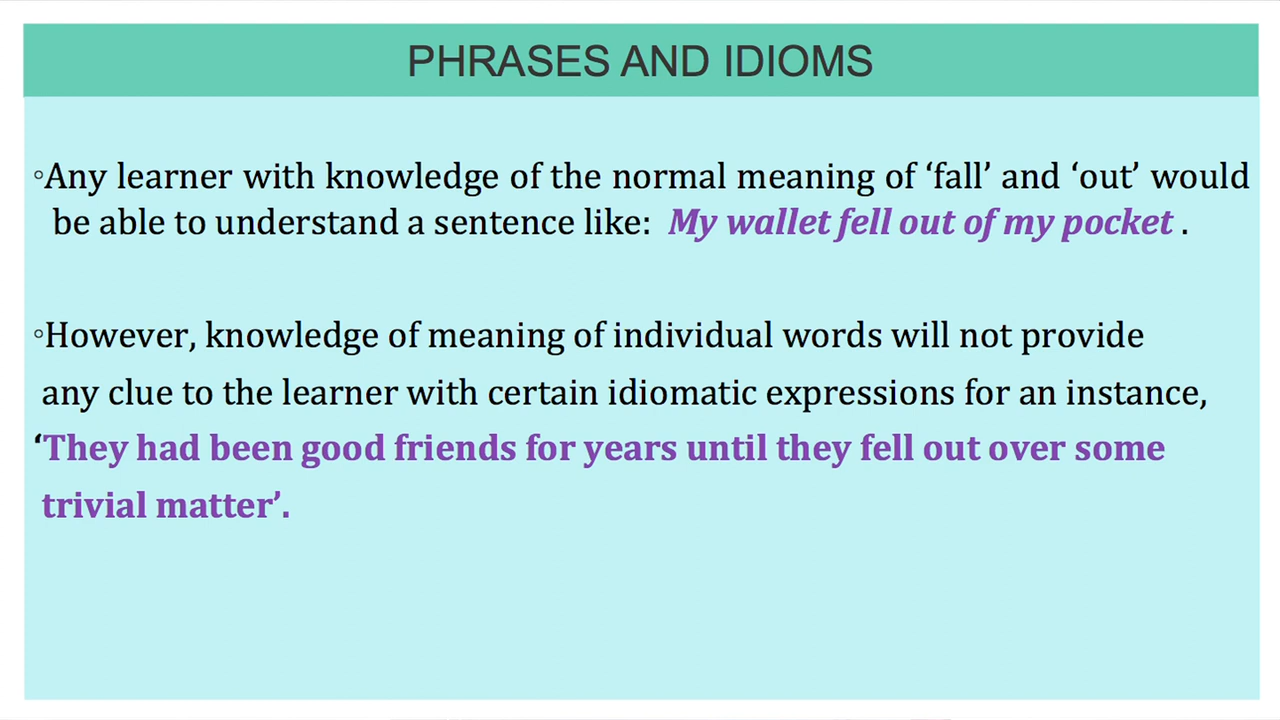 PHRASES AND IDIOMS
◦Any learner with knowledge of the normal meaning of ‘fall’ and ‘out’ would
be able to understand a sentence like: My wallet fell out of my pocket .
◦However, knowledge of meaning of individual words will not provide
any clue to the learner with certain idiomatic expressions for an instance,
‘They had been good friends for years until they fell out over some
trivial matter’.